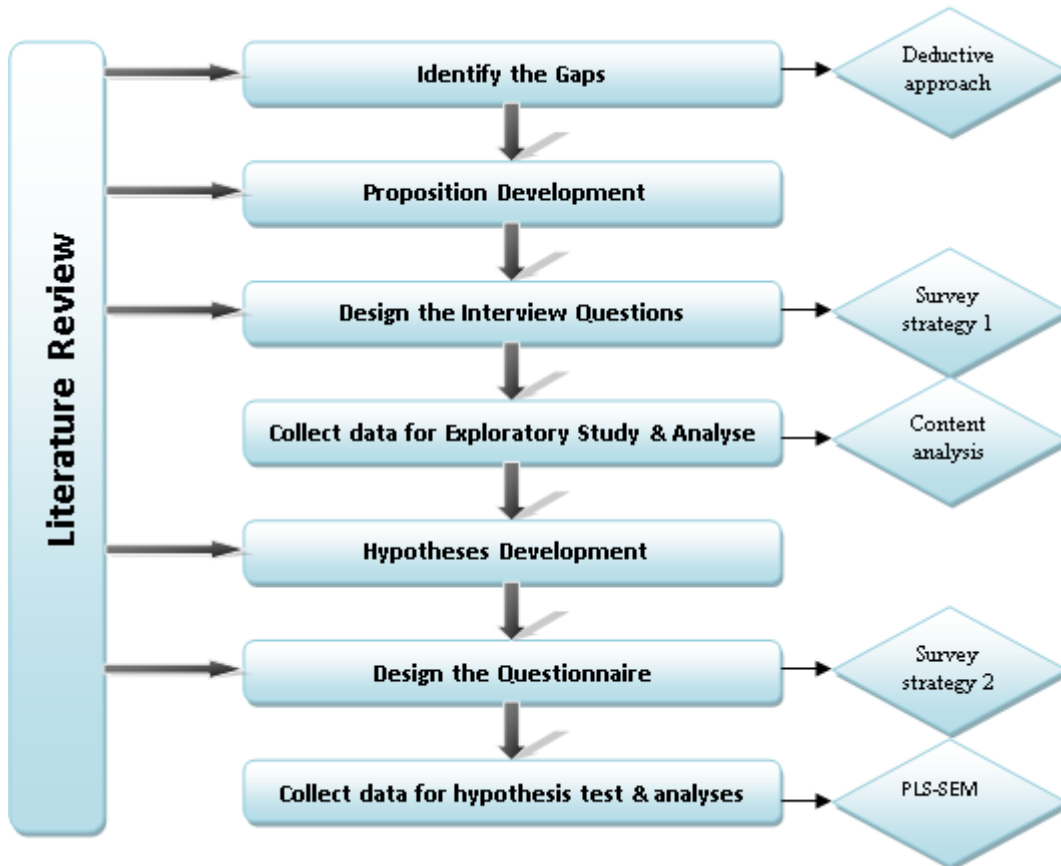 Literature Review
Identify the Gaps
Deductive
approach
Proposition Development
Design the Interview Questions
Survey
strategy 1
Collect data for Exploratory Study & Analyse
Content
analysis
Hypotheses Development
Design the Questionnaire
Survey
strategy 2
Collect data for hypothesis test & analyses
PLS-SEM